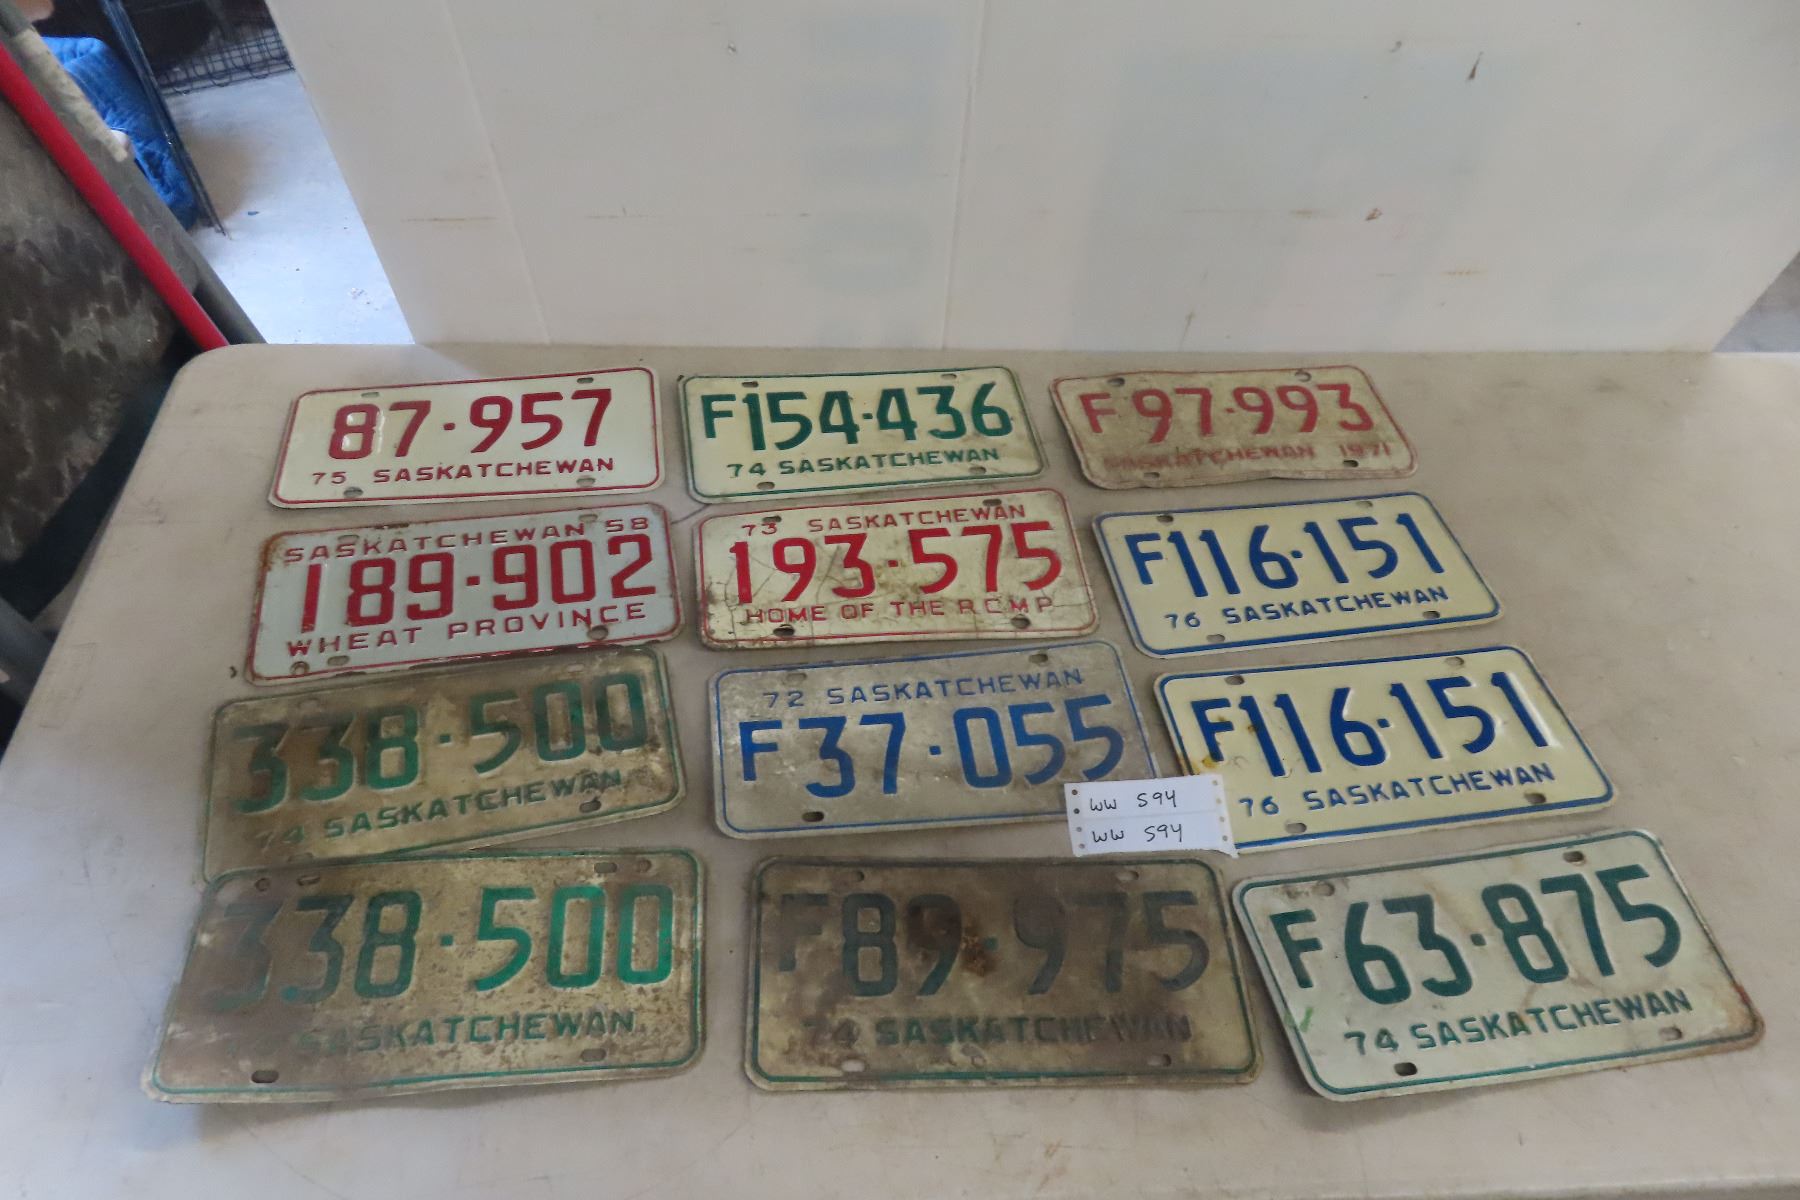 87·957
75 SASKATCHEWAN
F154·436
74 SASKATCHEWAN
F97·993
SASKATCHEWAN 1971
SASKATCHEWAN 58
189·902
WHEAT PROVINCE
73 SASKATCHEWAN
193·575
HOME OF THE R C M P
F116·151
76 SASKATCHEWAN
338·500
74 SASKATCHEWAN
72 SASKATCHEWAN
F37·055
F116·151
76 SASKATCHEWAN
WW S94
WW S94
338·500
SASKATCHEWAN
F89·975
74 SASKATCHEWAN
F63·875
74 SASKATCHEWAN